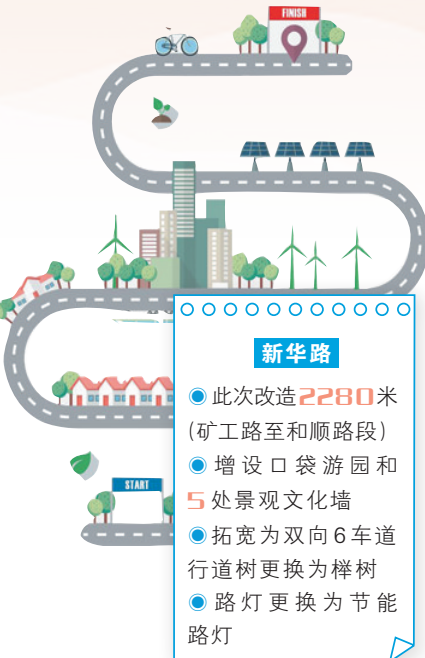 FINISH
新华路
◉此次改造2280米
(矿工路至和顺路段)
◉增设口袋游园和
5处景观文化墙
◉拓宽为双向6车道
行道树更换为榉树
◉路灯更换为节能
路灯
START